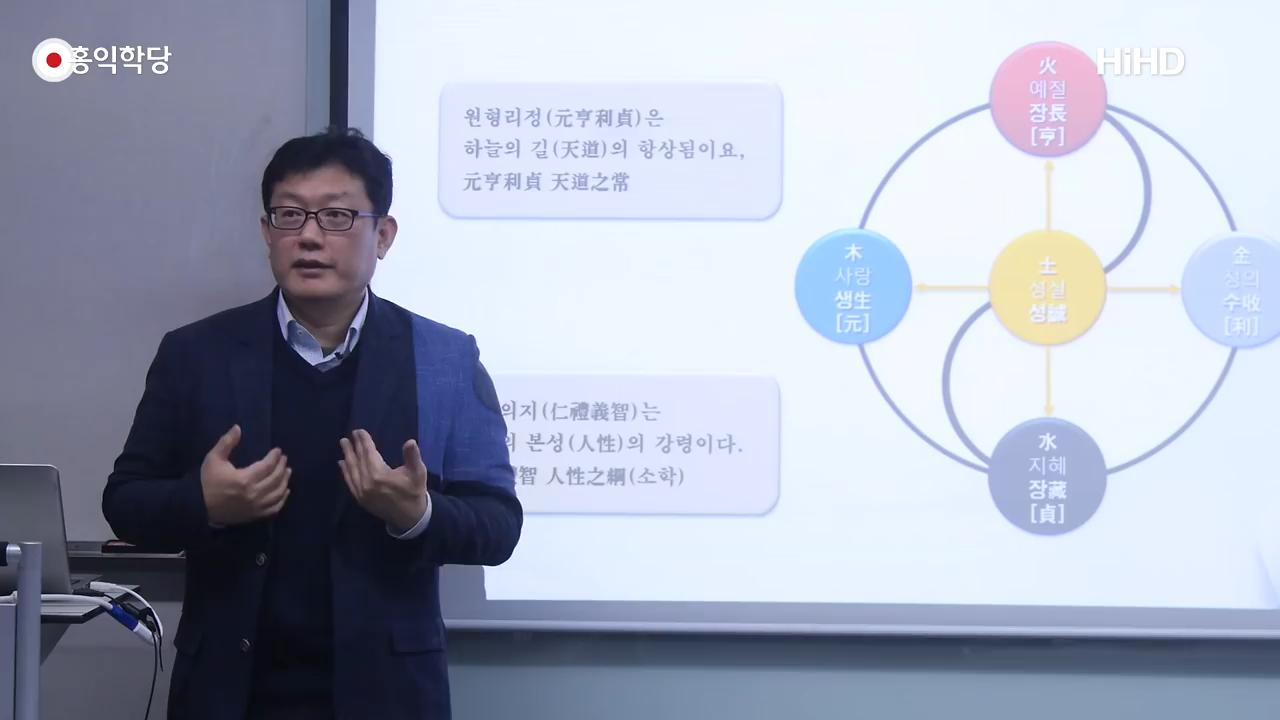 홍익학당
HiHD
원형리정(元亨利貞)은
하늘의 길(天道)의 항상됨이요,
元亨利貞 天道之常
의지(仁禮義智)는
본성(人性)의 강령이다.
智 人性之綱(소학)
火
예절
장長
[亨]
木
사랑
생生
[元]
土
성실
성誠
金
정의
수收
[利]
水
지혜
장藏
[貞]